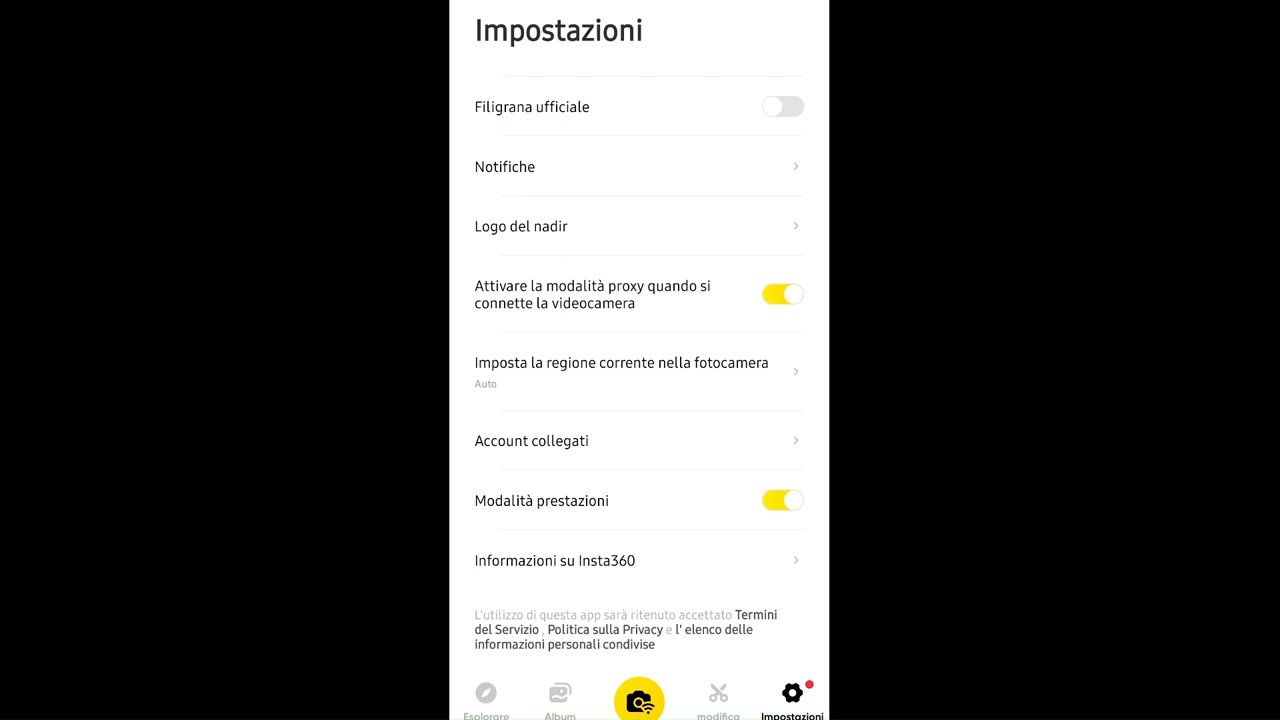 Impostazioni
Filigrana ufficiale
Notifiche
Logo del nadir
Attivare la modalità proxy quando si
connette la videocamera
Imposta la regione corrente nella fotocamera
Auto
Account collegati
Modalità prestazioni
Informazioni su Insta360
L'utilizzo di questa app sarà ritenuto accettato Termini
del Servizio , Politica sulla Privacy e l' elenco delle
informazioni personali condivise
Esplorare Album modifica Impostazioni